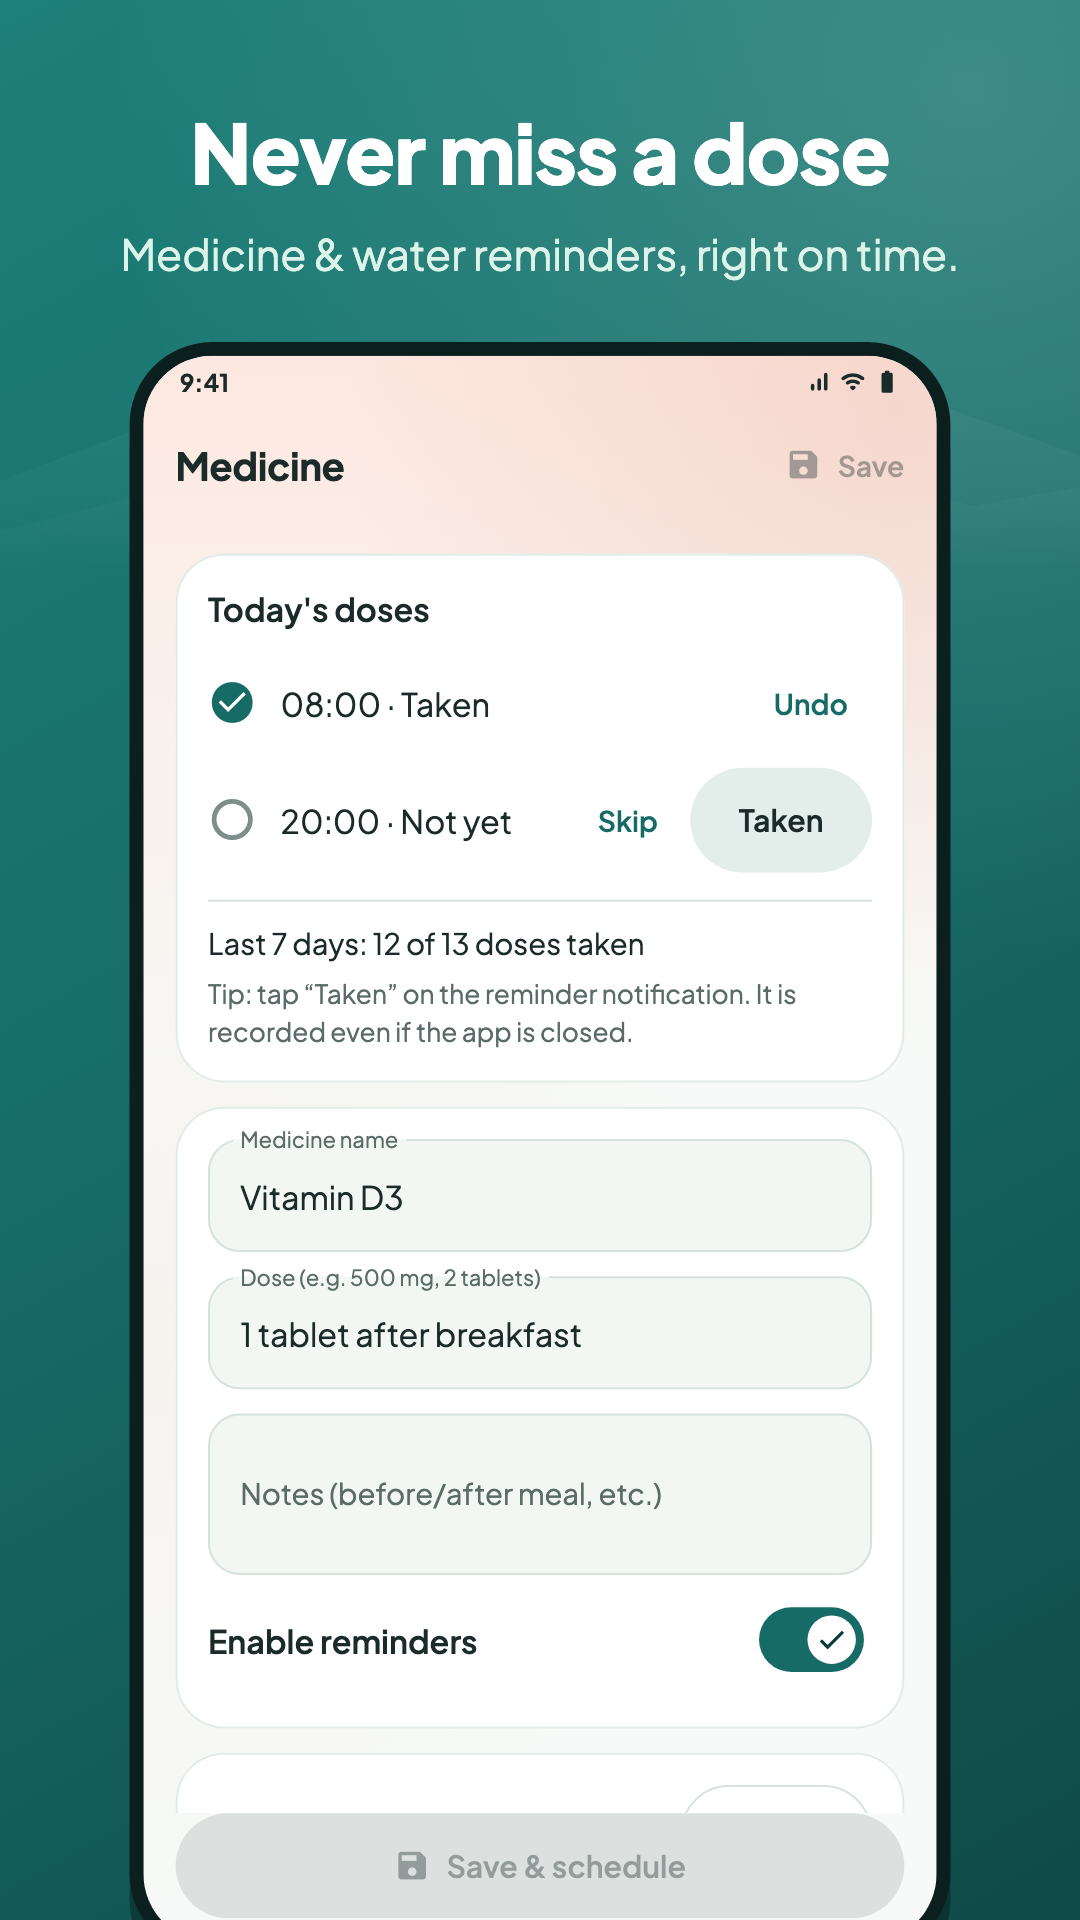 Never miss a dose
Medicine & water reminders, right on time.
9:41
Medicine
Save
Today's doses
08:00 · Taken
Undo
20:00 · Not yet
Skip
Taken
Last 7 days: 12 of 13 doses taken
Tip: tap “Taken” on the reminder notification. It is
recorded even if the app is closed.
Medicine name
Vitamin D3
Dose (e.g. 500 mg, 2 tablets)
1 tablet after breakfast
Notes (before/after meal, etc.)
Enable reminders
Save & schedule